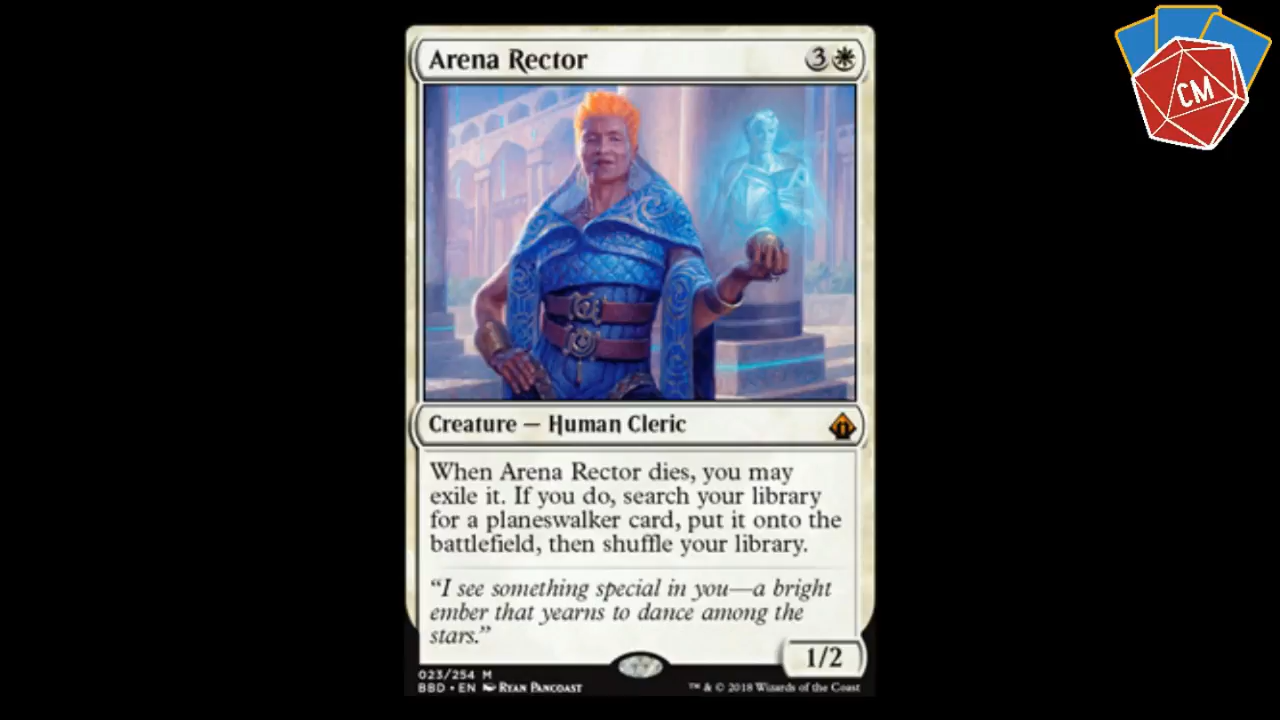 Arena Rector
3
CM
Creature — Human Cleric
When Arena Rector dies, you may
exile it. If you do, search your library
for a planeswalker card, put it onto the
battlefield, then shuffle your library.
“I see something special in you—a bright
ember that yearns to dance among the
stars.”
1/2
023/254 M
BBD • EN Ryan Pancoast
™ & © 2018 Wizards of the Coast